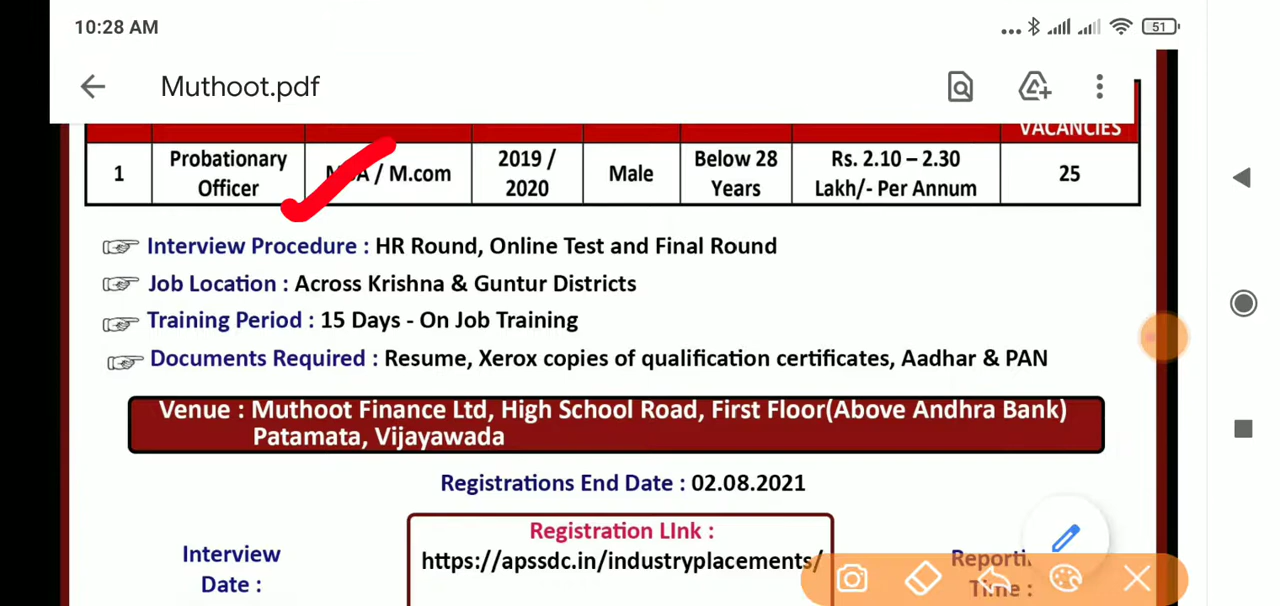 10:28 AM
51
Muthoot.pdf
VACANCIES
1 Probationary Officer / M.com 2019 / 2020 Male Below 28 Years Rs. 2.10 – 2.30 Lakh/- Per Annum 25
Interview Procedure : HR Round, Online Test and Final Round
Job Location : Across Krishna & Guntur Districts
Training Period : 15 Days - On Job Training
Documents Required : Resume, Xerox copies of qualification certificates, Aadhar & PAN
Venue : Muthoot Finance Ltd, High School Road, First Floor(Above Andhra Bank)
Patamata, Vijayawada
Registrations End Date : 02.08.2021
Registration LInk :
https://apssdc.in/industryplacements/
Interview
Date :
Time :